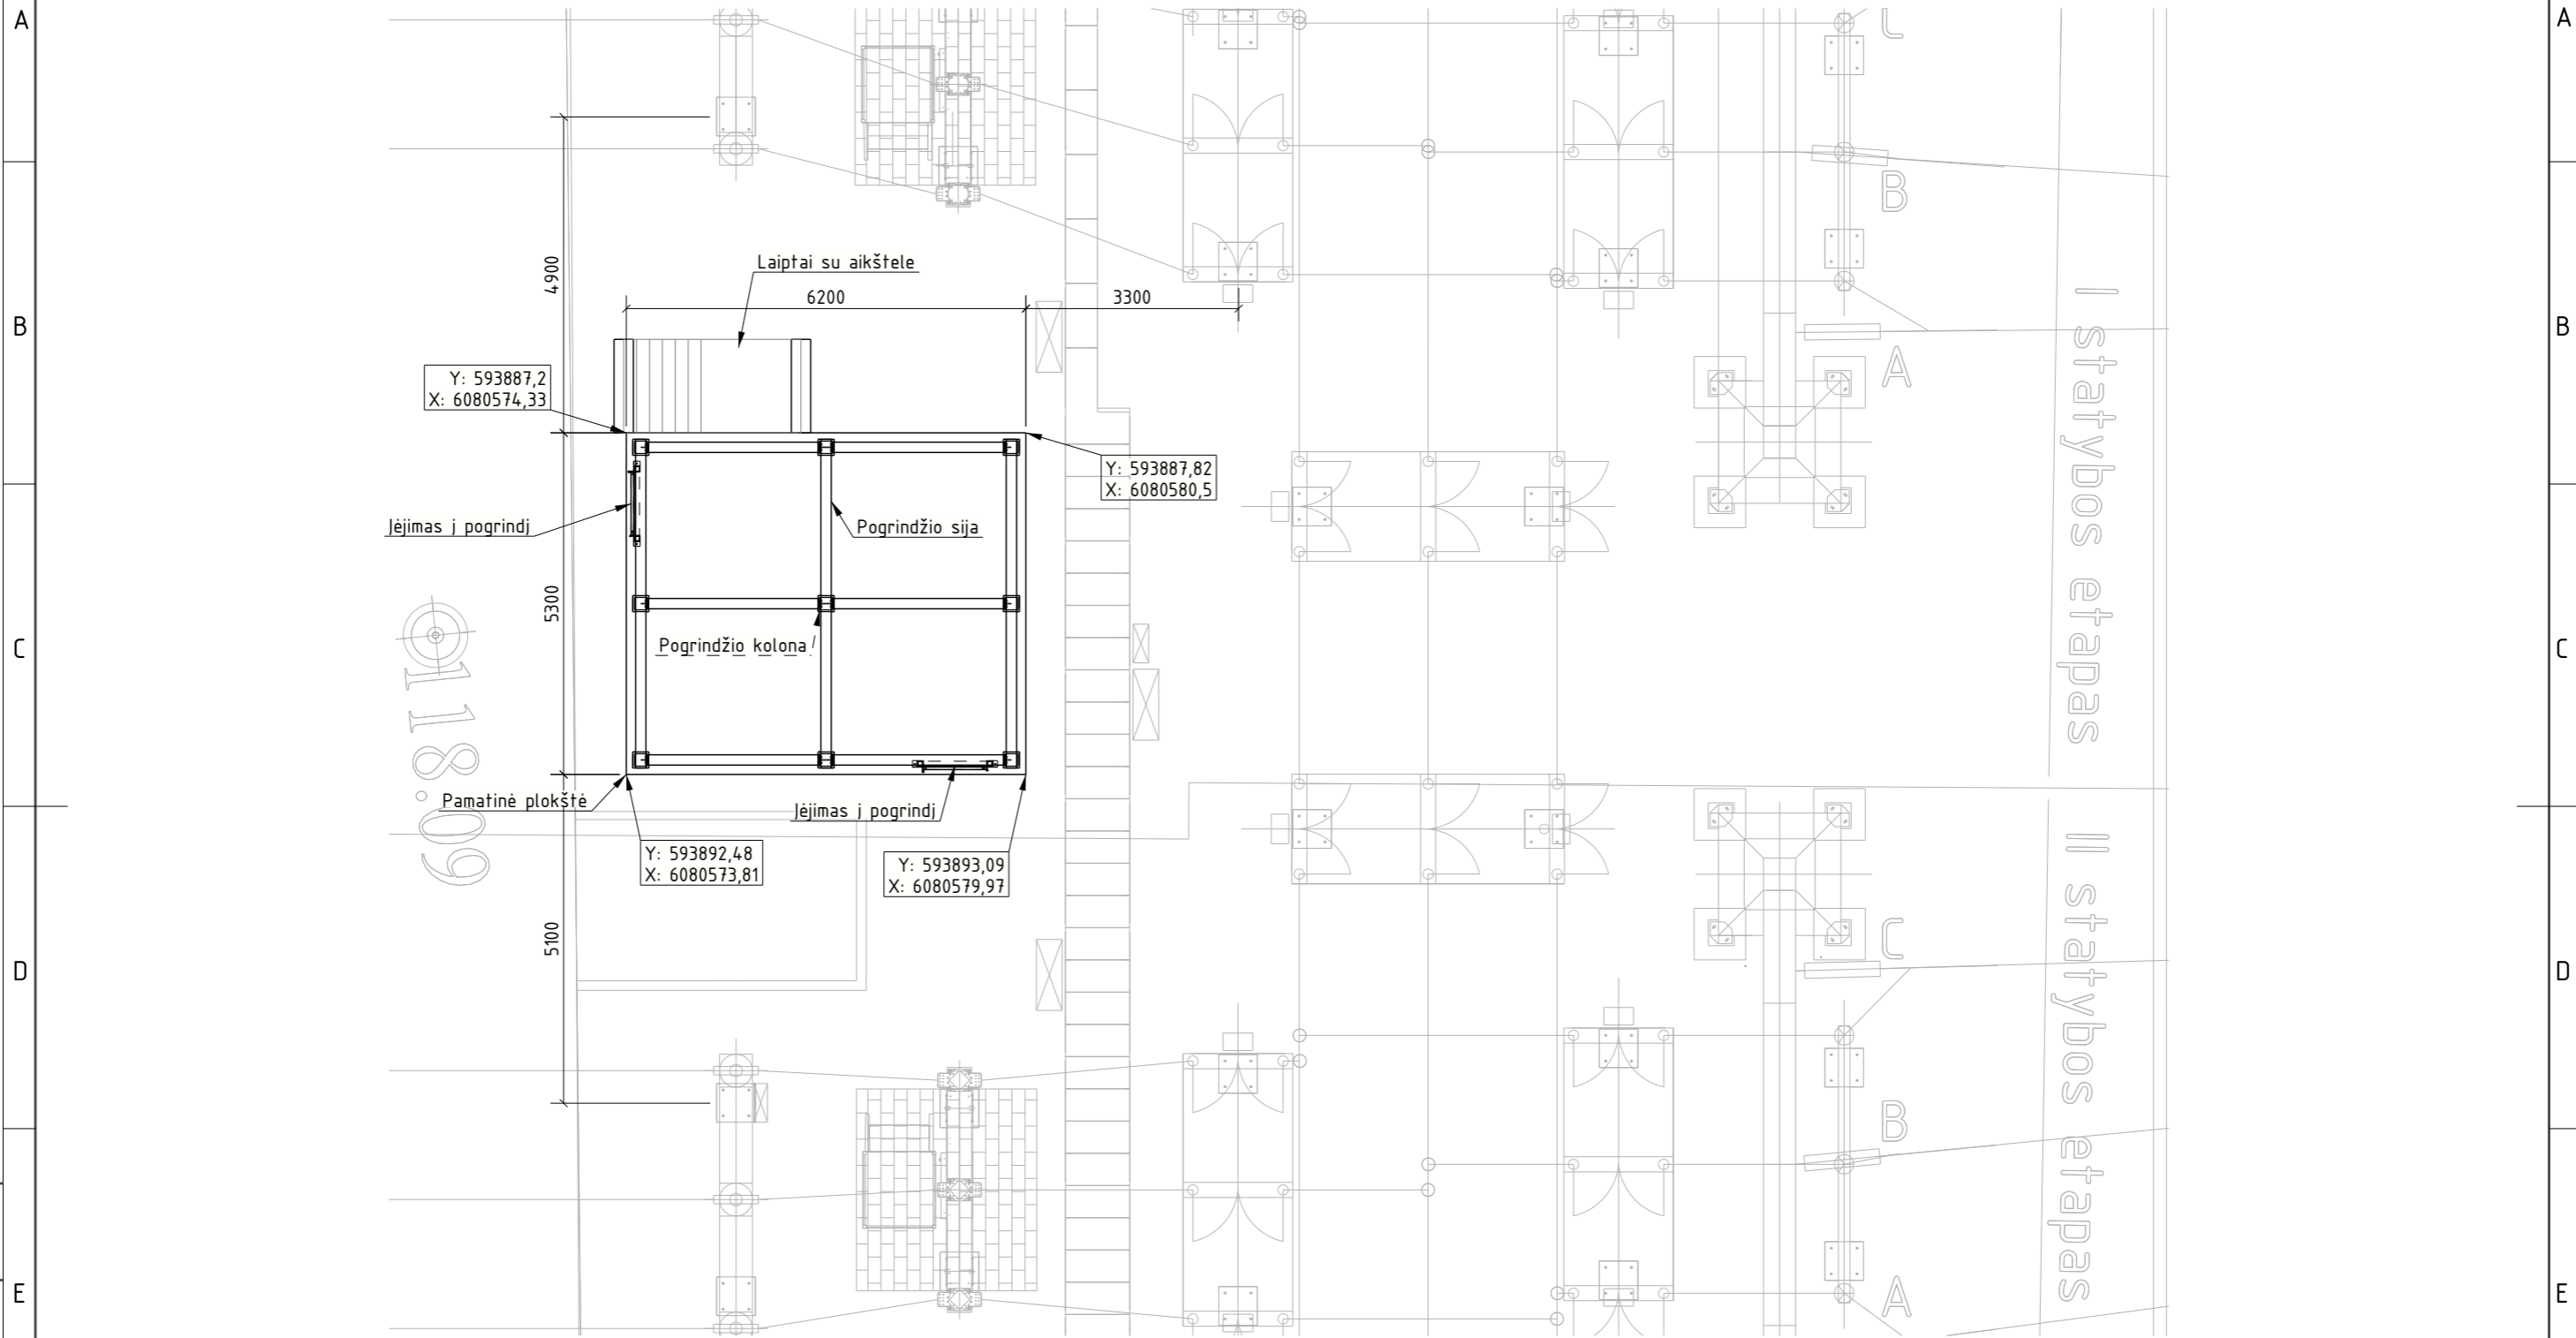 A
A
C
B
Laiptai su aikštele
4900
6200
3300
I statybos etapas
B
B
A
Y: 593887,2
X: 6080574,33
Y: 593887,82
X: 6080580,5
Įėjimas į pogrindį
Pogrindžio sija
5300
C
C
Pogrindžio kolona
118.09
Pamatinė plokštė
Įėjimas į pogrindį
Y: 593892,48
X: 6080573,81
Y: 593893,09
X: 6080579,97
II statybos etapas
5100
C
D
D
B
E
E
A